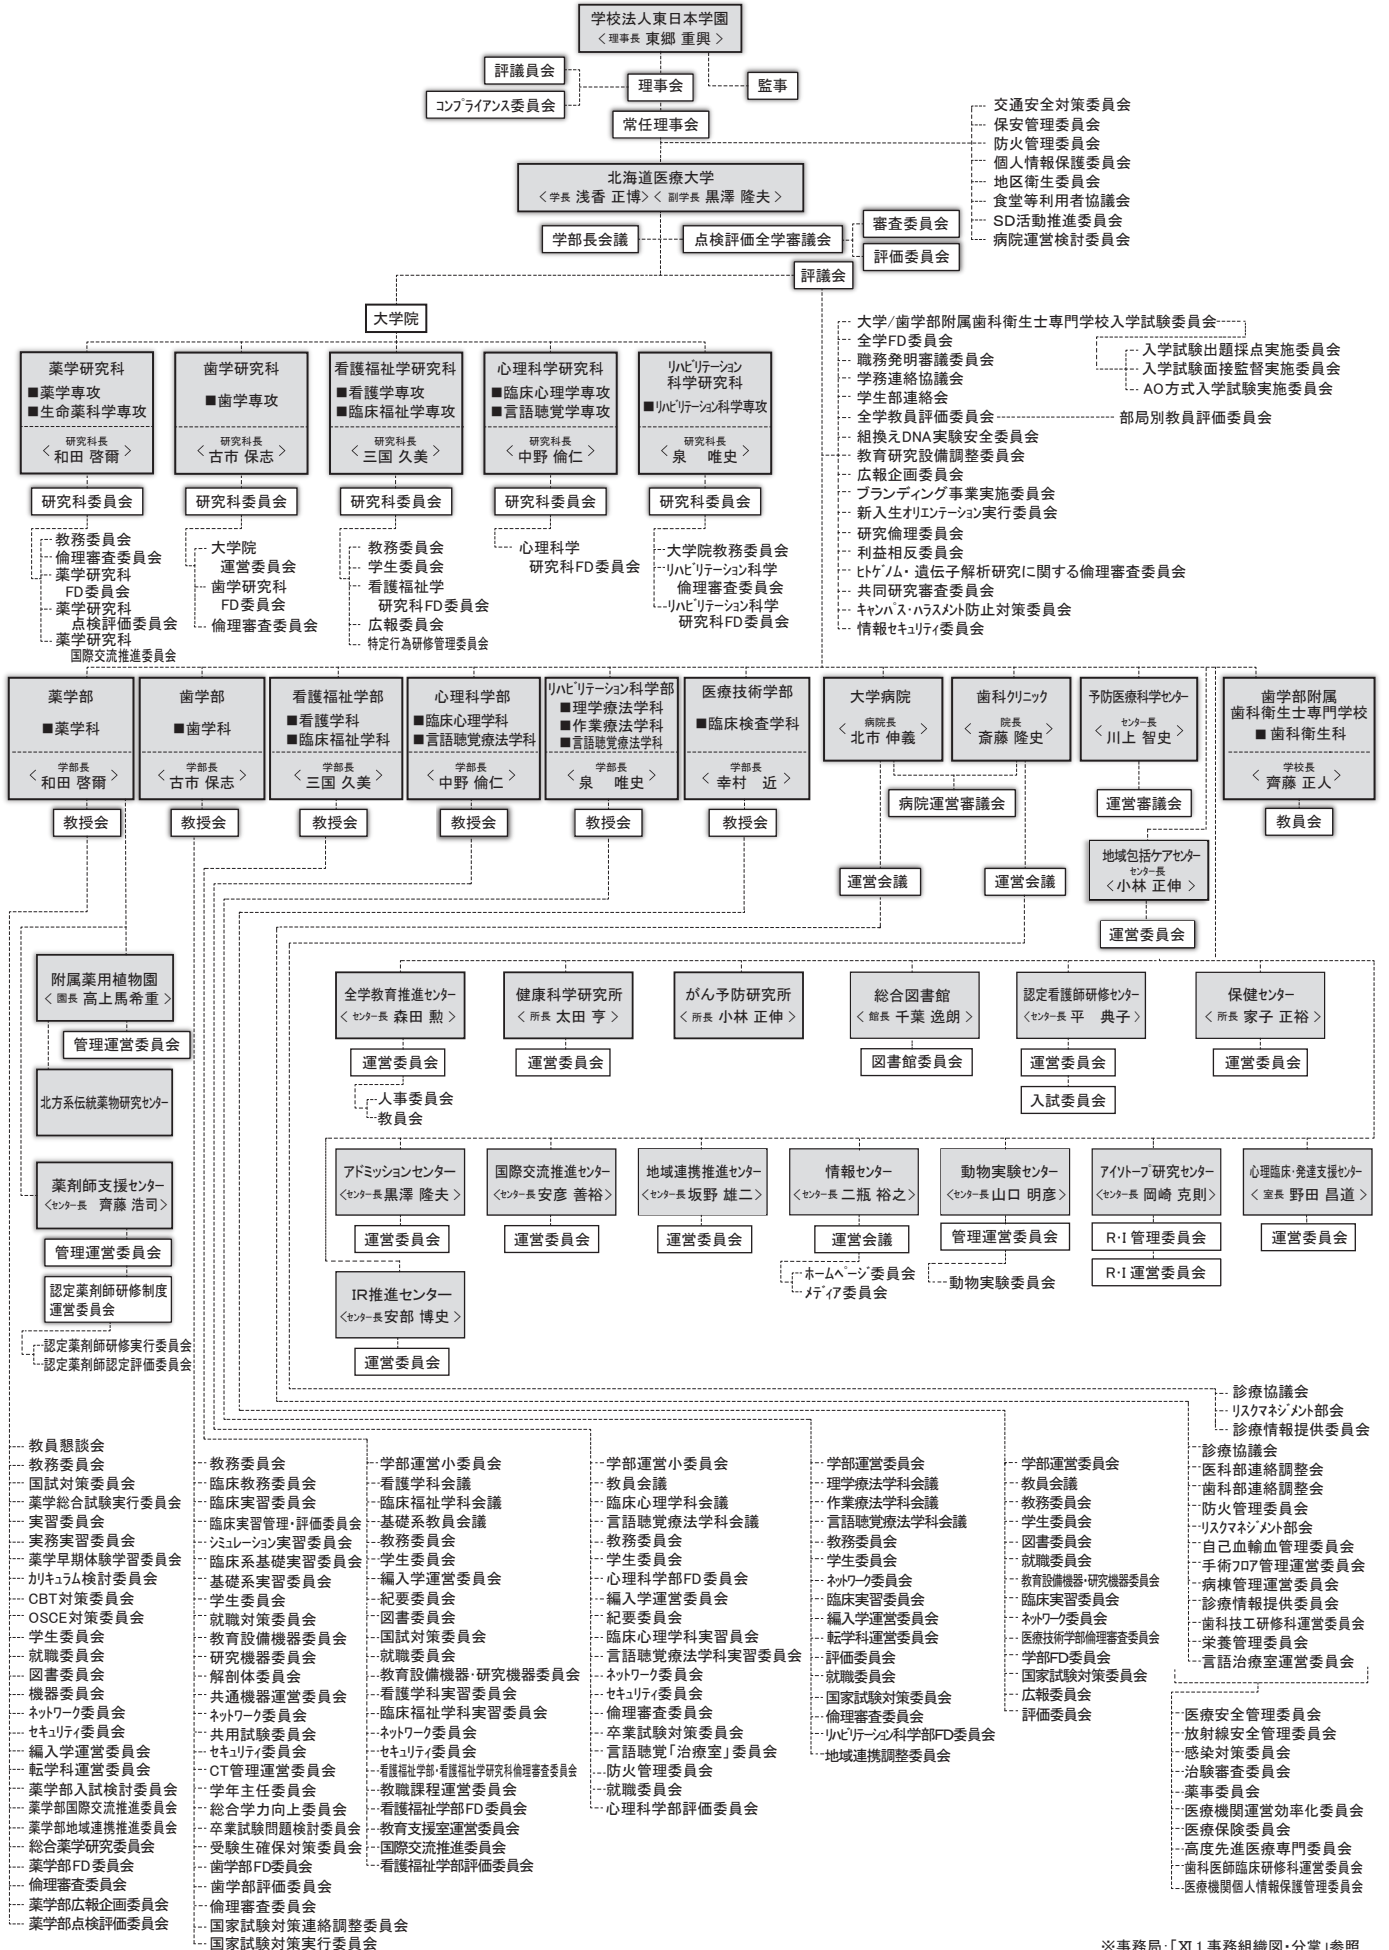 学校法人東日本学園
＜理事長 東郷 重興＞
評議員会
理事会
監事
コンプライアンス委員会
常任理事会
交通安全対策委員会
保安管理委員会
防火管理委員会
個人情報保護委員会
地区衛生委員会
食堂等利用者協議会
SD活動推進委員会
病院運営検討委員会
北海道医療大学
＜学長 浅香 正博＞＜副学長 黒澤 隆夫＞
学部長会議
点検評価全学審議会
審査委員会
評価委員会
評議会
大学院
大学/歯学部附属歯科衛生士専門学校入学試験委員会
入学試験出題採点実施委員会
入学試験面接監督実施委員会
AO方式入学試験実施委員会
全学FD委員会
職務発明審議委員会
学務連絡協議会
学生部連絡会
全学教員評価委員会
部局別教員評価委員会
組換えDNA実験安全委員会
教育研究設備調整委員会
広報企画委員会
ブランディング事業実施委員会
新入生オリエンテーション実行委員会
研究倫理委員会
利益相反委員会
ヒトゲノム・遺伝子解析研究に関する倫理審査委員会
共同研究審査委員会
キャンパス・ハラスメント防止対策委員会
情報セキュリティ委員会
薬学研究科
■薬学専攻
■生命薬科学専攻
研究科長
＜和田 啓爾＞
研究科委員会
教務委員会
倫理審査委員会
薬学研究科
FD委員会
薬学研究科
点検評価委員会
薬学研究科
国際交流推進委員会
歯学研究科
■歯学専攻
研究科長
＜古市 保志＞
研究科委員会
大学院
運営委員会
歯学研究科
FD委員会
倫理審査委員会
看護福祉学研究科
■看護学専攻
■臨床福祉学専攻
研究科長
＜三国 久美＞
研究科委員会
教務委員会
学生委員会
看護福祉学
研究科FD委員会
広報委員会
特定行為研修管理委員会
心理科学研究科
■臨床心理学専攻
■言語聴覚学専攻
研究科長
＜中野 倫仁＞
研究科委員会
心理科学
研究科FD委員会
リハビリテーション
科学研究科
■リハビリテーション科学専攻
研究科長
＜泉 唯史＞
研究科委員会
大学院教務委員会
リハビリテーション科学
倫理審査委員会
リハビリテーション科学
研究科FD委員会
薬学部
■薬学科
学部長
＜和田 啓爾＞
教授会
歯学部
■歯学科
学部長
＜古市 保志＞
教授会
看護福祉学部
■看護学科
■臨床福祉学科
学部長
＜三国 久美＞
教授会
心理科学部
■臨床心理学科
■言語聴覚療法学科
学部長
＜中野 倫仁＞
教授会
リハビリテーション科学部
■理学療法学科
■作業療法学科
■言語聴覚療法学科
学部長
＜泉 唯史＞
教授会
医療技術学部
■臨床検査学科
学部長
＜幸村 近＞
教授会
大学病院
病院長
＜北市 伸義＞
歯科クリニック
院長
＜斎藤 隆史＞
病院運営審議会
運営会議
運営会議
予防医療科学センター
センター長
＜川上 智史＞
運営審議会
地域包括ケアセンター
センター長
＜小林 正伸＞
運営委員会
歯学部附属
歯科衛生士専門学校
■ 歯科衛生科
学校長
＜齊藤 正人＞
教員会
附属薬用植物園
＜園長 高上馬希重＞
管理運営委員会
北方系伝統薬物研究センター
薬剤師支援センター
＜センター長 齊藤 浩司＞
管理運営委員会
認定薬剤師研修制度
運営委員会
認定薬剤師研修実行委員会
認定薬剤師認定評価委員会
全学教育推進センター
＜センター長 森田 勲＞
運営委員会
人事委員会
教員会
健康科学研究所
＜所長 太田 亨＞
運営委員会
がん予防研究所
＜所長 小林 正伸＞
総合図書館
＜館長 千葉 逸朗＞
図書館委員会
認定看護師研修センター
＜センター長 平 典子＞
運営委員会
入試委員会
保健センター
＜所長 家子 正裕＞
運営委員会
アドミッションセンター
＜センター長 黒澤 隆夫＞
運営委員会
国際交流推進センター
＜センター長 安彦 善裕＞
運営委員会
地域連携推進センター
＜センター長 坂野 雄二＞
運営委員会
情報センター
＜センター長 二瓶 裕之＞
運営会議
ホームページ委員会
メディア委員会
動物実験センター
＜センター長 山口 明彦＞
管理運営委員会
動物実験委員会
アイソトープ研究センター
＜センター長 岡崎 克則＞
R・I 管理委員会
R・I 運営委員会
心理臨床・発達支援センター
＜室長 野田 昌道＞
運営委員会
IR推進センター
＜センター長 安部 博史＞
運営委員会
教員懇談会
教務委員会
国試対策委員会
薬学総合試験実行委員会
実習委員会
実務実習委員会
薬学早期体験学習委員会
カリキュラム検討委員会
CBT対策委員会
OSCE対策委員会
学生委員会
就職委員会
図書委員会
機器委員会
ネットワーク委員会
セキュリティ委員会
編入学運営委員会
転学科運営委員会
薬学部入試検討委員会
薬学部国際交流推進委員会
薬学部地域連携推進委員会
総合薬学研究委員会
薬学部FD委員会
倫理審査委員会
薬学部広報企画委員会
薬学部点検評価委員会
教務委員会
臨床教務委員会
臨床実習委員会
臨床実習管理・評価委員会
シミュレーション実習委員会
臨床系基礎実習委員会
基礎系実習委員会
学生委員会
就職対策委員会
教育設備機器委員会
研究機器委員会
解剖体委員会
共通機器運営委員会
ネットワーク委員会
共用試験委員会
セキュリティ委員会
CT管理運営委員会
学年主任委員会
総合学力向上委員会
卒業試験問題検討委員会
受験生確保対策委員会
歯学部FD委員会
歯学部評価委員会
倫理審査委員会
国家試験対策連絡調整委員会
国家試験対策実行委員会
学部運営小委員会
看護学科会議
臨床福祉学科会議
基礎系教員会議
教務委員会
学生委員会
編入学運営委員会
紀要委員会
図書委員会
国試対策委員会
就職委員会
教育設備機器・研究機器委員会
看護学科実習委員会
臨床福祉学科実習委員会
ネットワーク委員会
セキュリティ委員会
看護福祉学部・看護福祉学研究科倫理審査委員会
教職課程運営委員会
看護福祉学部FD委員会
教育支援室運営委員会
国際交流推進委員会
看護福祉学部評価委員会
学部運営小委員会
教員会議
臨床心理学科会議
言語聴覚療法学科会議
教務委員会
学生委員会
心理科学部FD委員会
編入学運営委員会
紀要委員会
臨床心理学科実習委員会
言語聴覚療法学科実習委員会
ネットワーク委員会
セキュリティ委員会
倫理審査委員会
卒業試験対策委員会
言語聴覚「治療室」委員会
防火管理委員会
就職委員会
心理科学部評価委員会
学部運営委員会
理学療法学科会議
作業療法学科会議
言語聴覚療法学科会議
教務委員会
学生委員会
ネットワーク委員会
臨床実習委員会
編入学運営委員会
転学科運営委員会
評価委員会
就職委員会
国家試験対策委員会
倫理審査委員会
リハビリテーション科学部FD委員会
地域連携調整委員会
学部運営委員会
教員会議
教務委員会
学生委員会
図書委員会
就職委員会
教育設備機器・研究機器委員会
臨床実習委員会
ネットワーク委員会
医療技術学部倫理審査委員会
学部FD委員会
国家試験対策委員会
広報委員会
評価委員会
診療協議会
リスクマネジメント部会
診療情報提供委員会
診療協議会
医科部連絡調整会
歯科部連絡調整会
防火管理委員会
リスクマネジメント部会
自己血輸血管理委員会
手術フロア管理運営委員会
病棟管理運営委員会
診療情報提供委員会
歯科技工研修科運営委員会
栄養管理委員会
言語治療室運営委員会
医療安全管理委員会
放射線安全管理委員会
感染対策委員会
治験審査委員会
薬事委員会
医療機関運営効率化委員会
医療保険委員会
高度先進医療専門委員会
歯科医師臨床研修科運営委員会
医療機関個人情報保護管理委員会
※事務局：「XI.1 事務組織図・分掌」参照